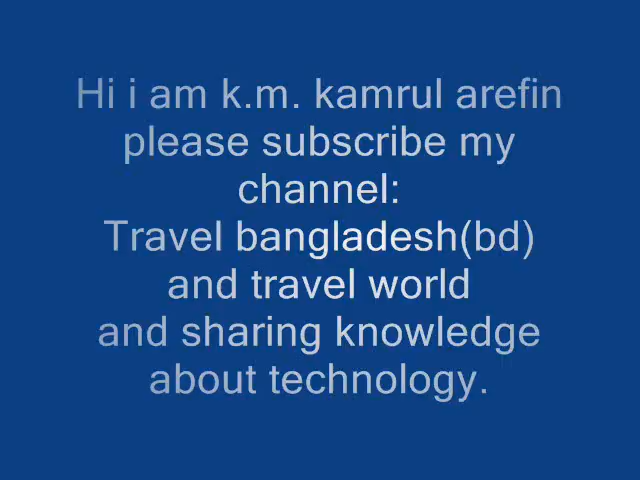 Hi i am k.m. kamrul arefin
please subscribe my
channel:
Travel bangladesh(bd)
and travel world
and sharing knowledge
about technology.